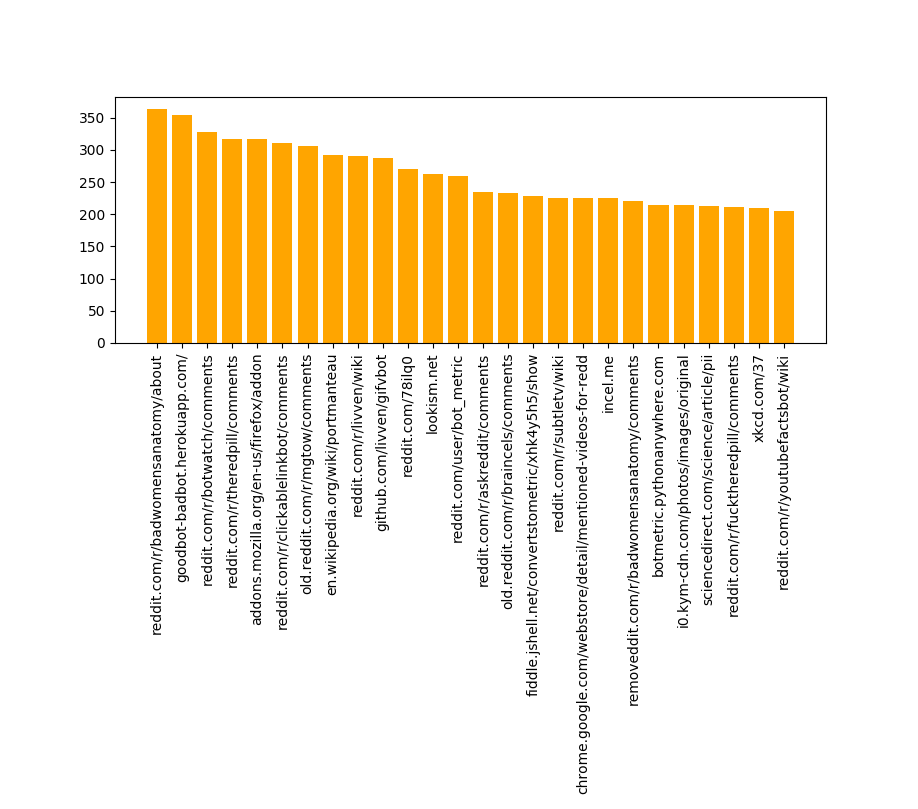 350
300
250
200
150
100
50
0
reddit.com/r/badwomensanatomy/about
goodbot-badbot.herokuapp.com/
reddit.com/r/botwatch/comments
reddit.com/r/theredpill/comments
addons.mozilla.org/en-us/firefox/addon
reddit.com/r/clickablelinkbot/comments
old.reddit.com/r/mgtow/comments
en.wikipedia.org/wiki/portmanteau
reddit.com/r/livven/wiki
github.com/livven/gifvbot
reddit.com/78ilq0
lookism.net
reddit.com/user/bot_metric
reddit.com/r/askreddit/comments
old.reddit.com/r/braincels/comments
fiddle.jshell.net/convertstometric/xhk4y5h5/show
reddit.com/r/subtletv/wiki
chrome.google.com/webstore/detail/mentioned-videos-for-redd
incel.me
removeddit.com/r/badwomensanatomy/comments
botmetric.pythonanywhere.com
i0.kym-cdn.com/photos/images/original
sciencedirect.com/science/article/pii
reddit.com/r/fucktheredpill/comments
xkcd.com/37
reddit.com/r/youtubefactsbot/wiki